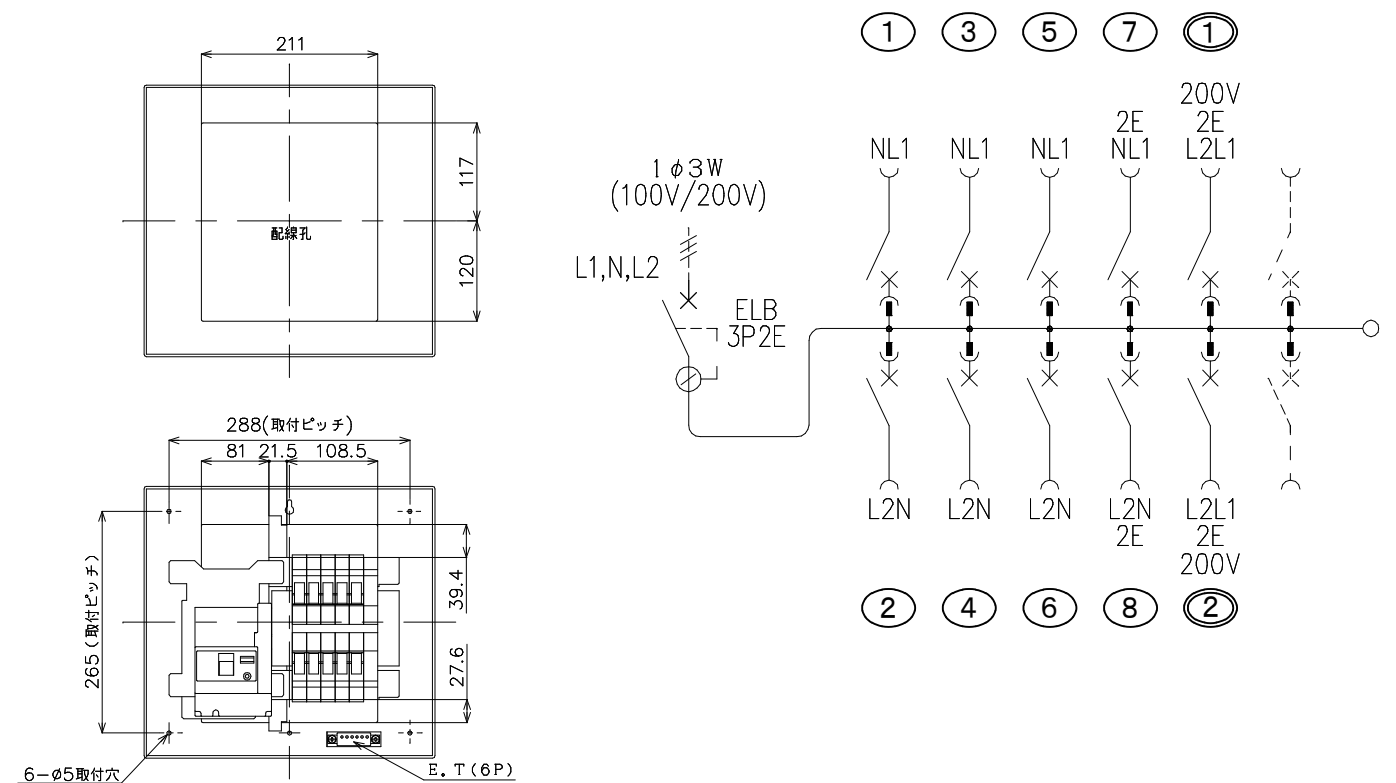 211
117
配線孔
120
288(取付ピッチ)
81 21.5 108.5
265(取付ピッチ)
39.4
27.6
6-φ5取付穴
E.T(6P)
1 3 5 7 1
200V
2E 2E
NL1 NL1 NL1 NL1 L2L1
1φ3W
(100V/200V)
L1,N,L2
ELB
3P2E
L2N L2N L2N L2N L2L1
2E 2E
200V
2 4 6 8 2